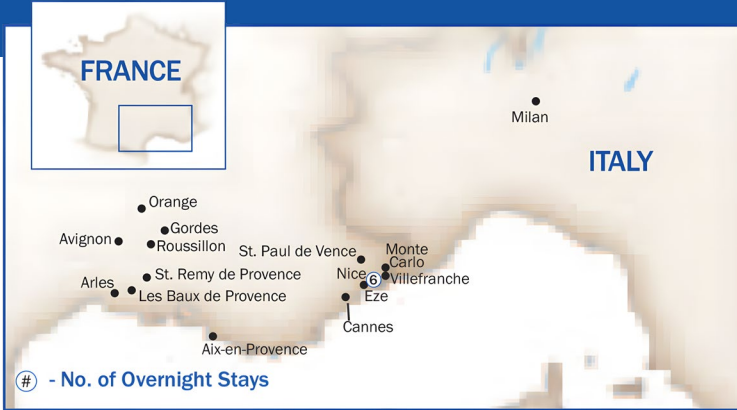 FRANCE
Milan
ITALY
Orange
Gordes
Avignon
Roussillon
St. Paul de Vence
Monte
Carlo
St. Remy de Provence
Nice
6
Villefranche
Arles
Les Baux de Provence
Eze
Cannes
Aix-en-Provence
# - No. of Overnight Stays